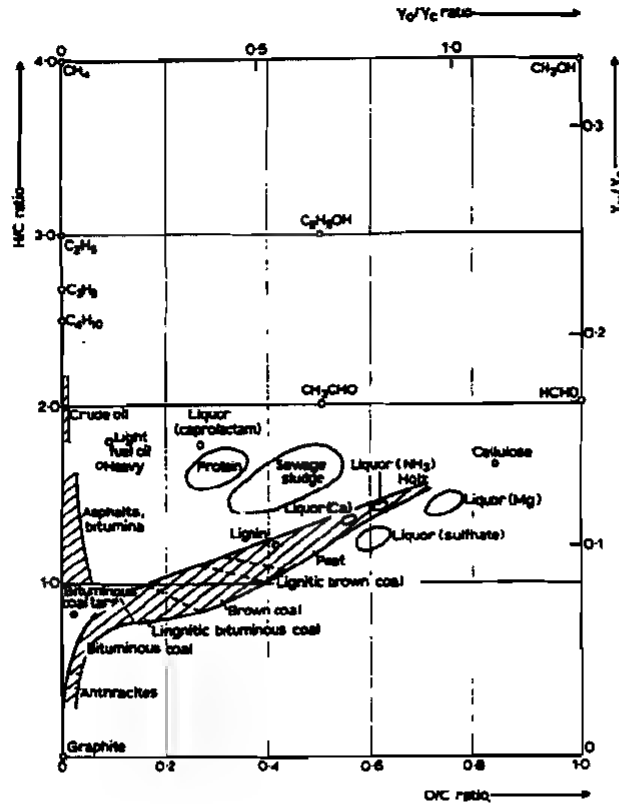 Y₀/Y_C ratio
0
0.5
1.0
4.0
CH₄
CH₃OH
0.3
H/C ratio
C₂H₅OH
3.0
C₂H₆
C₃H₈
C₄H₁₀
0.2
CH₃CHO
HCHO
2.0
Crude oil
Liquor
(caprolactam)
Light
fuel oil
Heavy
Protein
Sewage
sludge
Liquor (NH₃)
Cellulose
Holz
Asphalts,
bitumina
Liquor (Ca)
Liquor (Mg)
Lignin
Liquor (sulfnate)
0.1
Peat
1.0
Lignitic brown coal
Bituminous
coal tars
Brown coal
Lingnitic bituminous coal
Bituminous coal
Anthracites
Graphite
0
0
0.2
0.4
0.6
0.8
1.0
O/C ratio